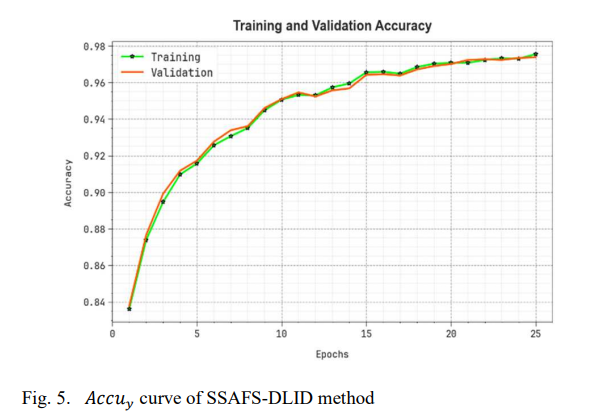 Training and Validation Accuracy
0.98
Training
Validation
0.96
0.94
0.92
0.90
0.88
0.86
0.84
Accuracy
0 5 10 15 20 25
Epochs
Fig. 5. Accu_y curve of SSAFS-DLID method